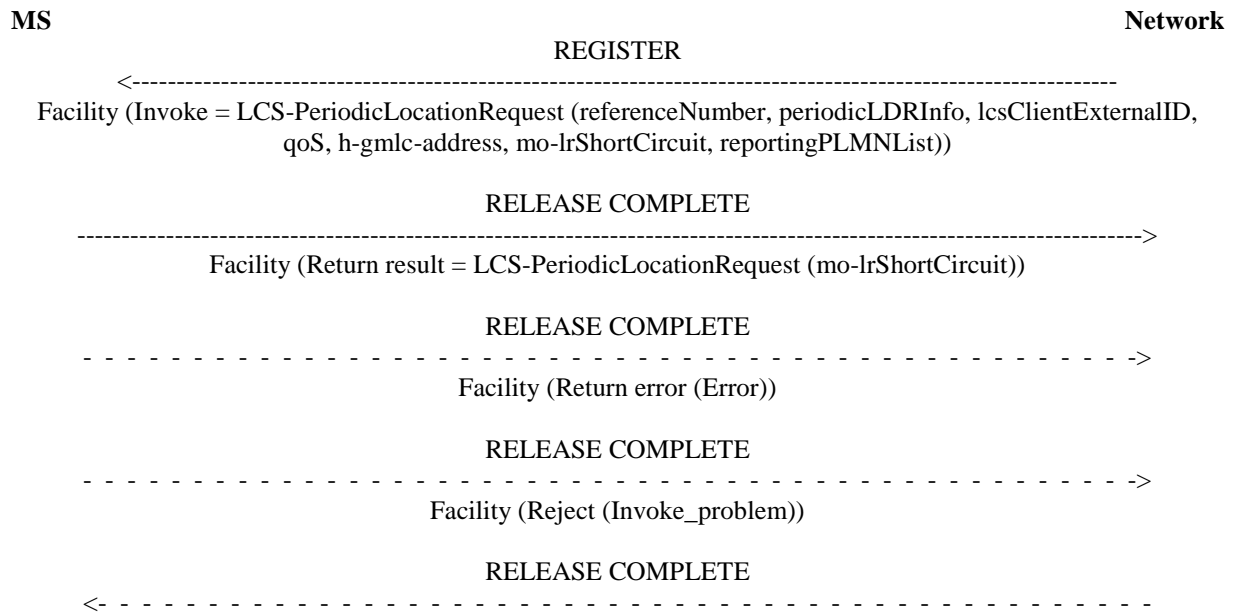 MS Network
REGISTER
<--------------------------------------------------------------------------------------------------------------
Facility (Invoke = LCS-PeriodicLocationRequest (referenceNumber, periodicLDRInfo, lcsClientExternalID,
qoS, h-gmlc-address, mo-lrShortCircuit, reportingPLMNList))
RELEASE COMPLETE
------------------------------------------------------------------------------------------------------------------------>
Facility (Return result = LCS-PeriodicLocationRequest (mo-lrShortCircuit))
RELEASE COMPLETE
- - - - - - - - - - - - - - - - - - - - - - - - - - - - - - - - - - - - - - - - - - - - - - - ->
Facility (Return error (Error))
RELEASE COMPLETE
- - - - - - - - - - - - - - - - - - - - - - - - - - - - - - - - - - - - - - - - - - - - - - - ->
Facility (Reject (Invoke_problem))
RELEASE COMPLETE
<- - - - - - - - - - - - - - - - - - - - - - - - - - - - - - - - - - - - - - - - - - - - - - - -